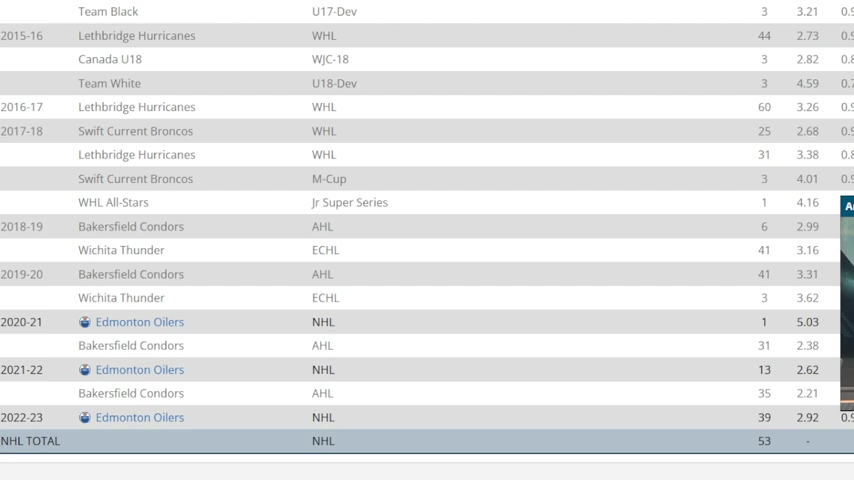 Team Black U17-Dev 3 3.21
2015-16 Lethbridge Hurricanes WHL 44 2.73
Canada U18 WJC-18 3 2.82
Team White U18-Dev 3 4.59
2016-17 Lethbridge Hurricanes WHL 60 3.26
2017-18 Swift Current Broncos WHL 25 2.68
Lethbridge Hurricanes WHL 31 3.38
Swift Current Broncos M-Cup 3 4.01
WHL All-Stars Jr Super Series 1 4.16
2018-19 Bakersfield Condors AHL 6 2.99
Wichita Thunder ECHL 41 3.16
2019-20 Bakersfield Condors AHL 41 3.31
Wichita Thunder ECHL 3 3.62
2020-21 Edmonton Oilers NHL 1 5.03
Bakersfield Condors AHL 31 2.38
2021-22 Edmonton Oilers NHL 13 2.62
Bakersfield Condors AHL 35 2.21
2022-23 Edmonton Oilers NHL 39 2.92
NHL TOTAL NHL 53 -